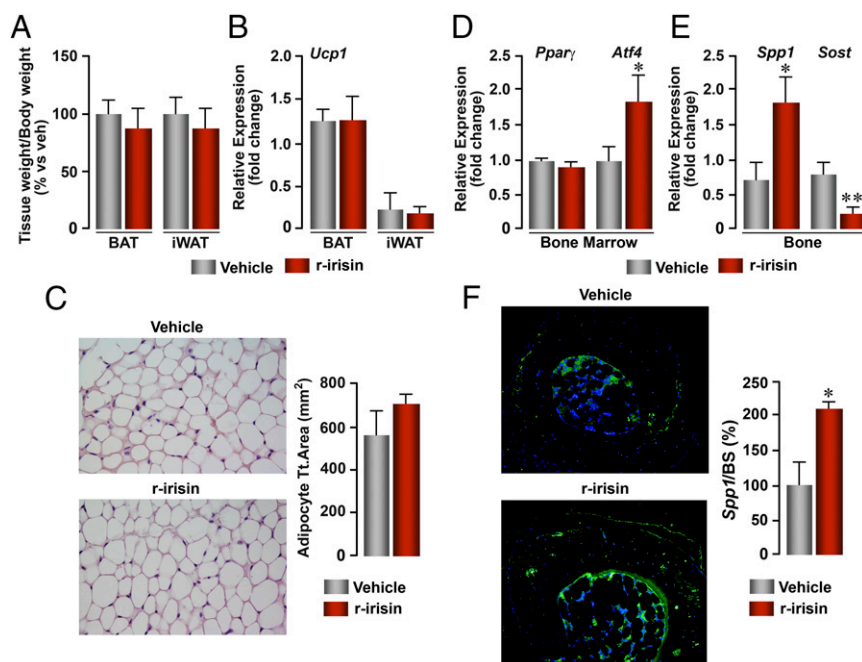 A
Tissue weight/Body weight
(% vs veh)
150
100
50
0
BAT
iWAT
B
Relative Expression
(fold change)
2.0
1.5
1.0
0.5
0.0
Ucp1
BAT
iWAT
Vehicle
r-irisin
D
Relative Expression
(fold change)
2.5
2.0
1.5
1.0
0.5
0
Pparγ
Atf4
*
Bone Marrow
E
Relative Expression
(fold change)
2.5
2.0
1.5
1.0
0.5
0
Spp1
Sost
*
**
Bone
Vehicle
r-irisin
C
Vehicle
r-irisin
Adipocyte Tt.Area (mm²)
800
600
400
200
0
Vehicle
r-irisin
F
Vehicle
r-irisin
Spp1/BS (%)
250
200
150
100
50
0
*
Vehicle
r-irisin